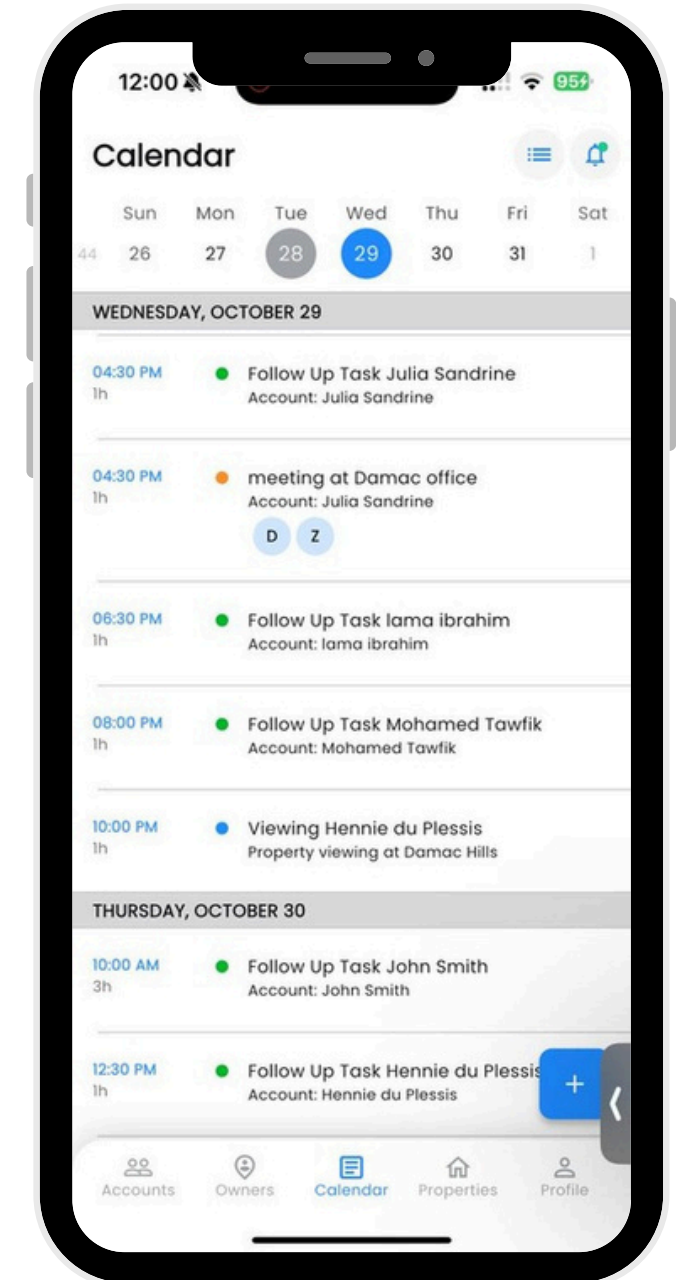 12:00
95
Calendar
Sun Mon Tue Wed Thu Fri Sat
44 26 27 28 29 30 31 1
WEDNESDAY, OCTOBER 29
04:30 PM Follow Up Task Julia Sandrine
1h Account: Julia Sandrine
04:30 PM meeting at Damac office
1h Account: Julia Sandrine
D Z
06:30 PM Follow Up Task lama ibrahim
1h Account: lama ibrahim
08:00 PM Follow Up Task Mohamed Tawfik
1h Account: Mohamed Tawfik
10:00 PM Viewing Hennie du Plessis
1h Property viewing at Damac Hills
THURSDAY, OCTOBER 30
10:00 AM Follow Up Task John Smith
3h Account: John Smith
12:30 PM Follow Up Task Hennie du Plessis
1h Account: Hennie du Plessis
+
Accounts Owners Calendar Properties Profile